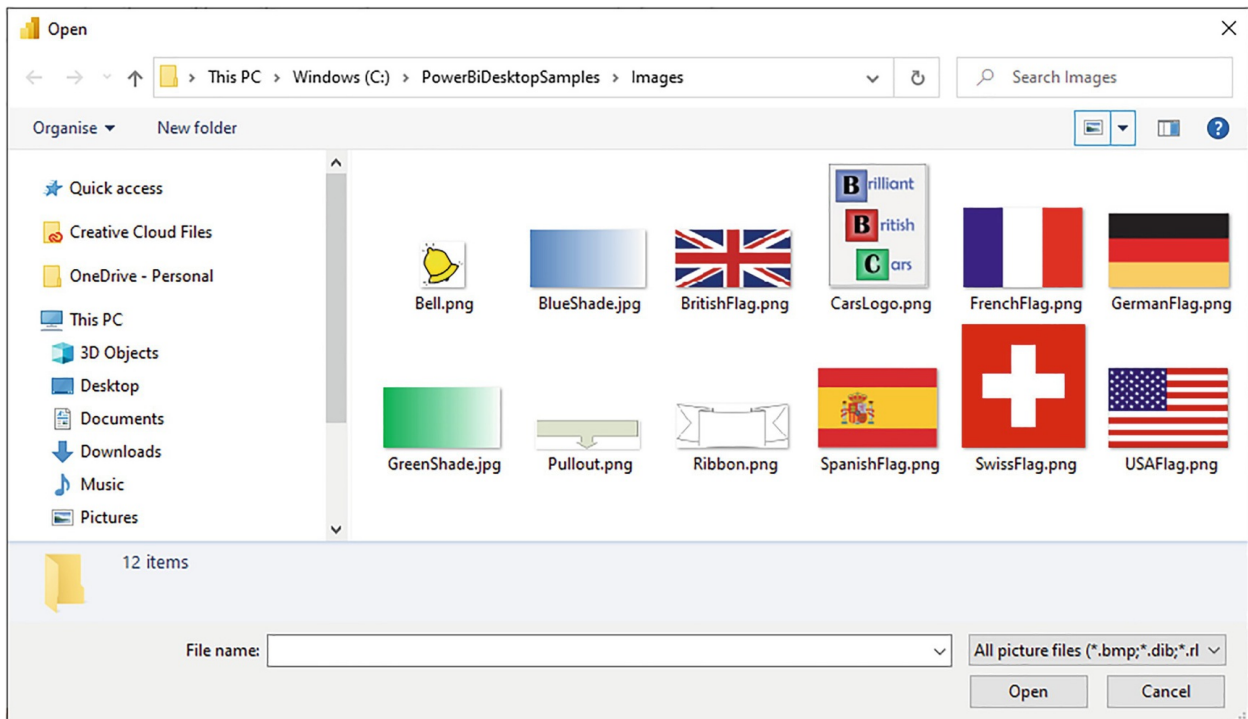 Open
This PC > Windows (C:) > PowerBiDesktopSamples > Images
Search Images
Organise
New folder
Quick access
Creative Cloud Files
OneDrive - Personal
This PC
3D Objects
Desktop
Documents
Downloads
Music
Pictures
Brilliant
British
Cars
Bell.png
BlueShade.jpg
BritishFlag.png
CarsLogo.png
FrenchFlag.png
GermanFlag.png
GreenShade.jpg
Pullout.png
Ribbon.png
SpanishFlag.png
SwissFlag.png
USAFlag.png
12 items
File name:
All picture files (*.bmp;*.dib;*.rl
Open
Cancel